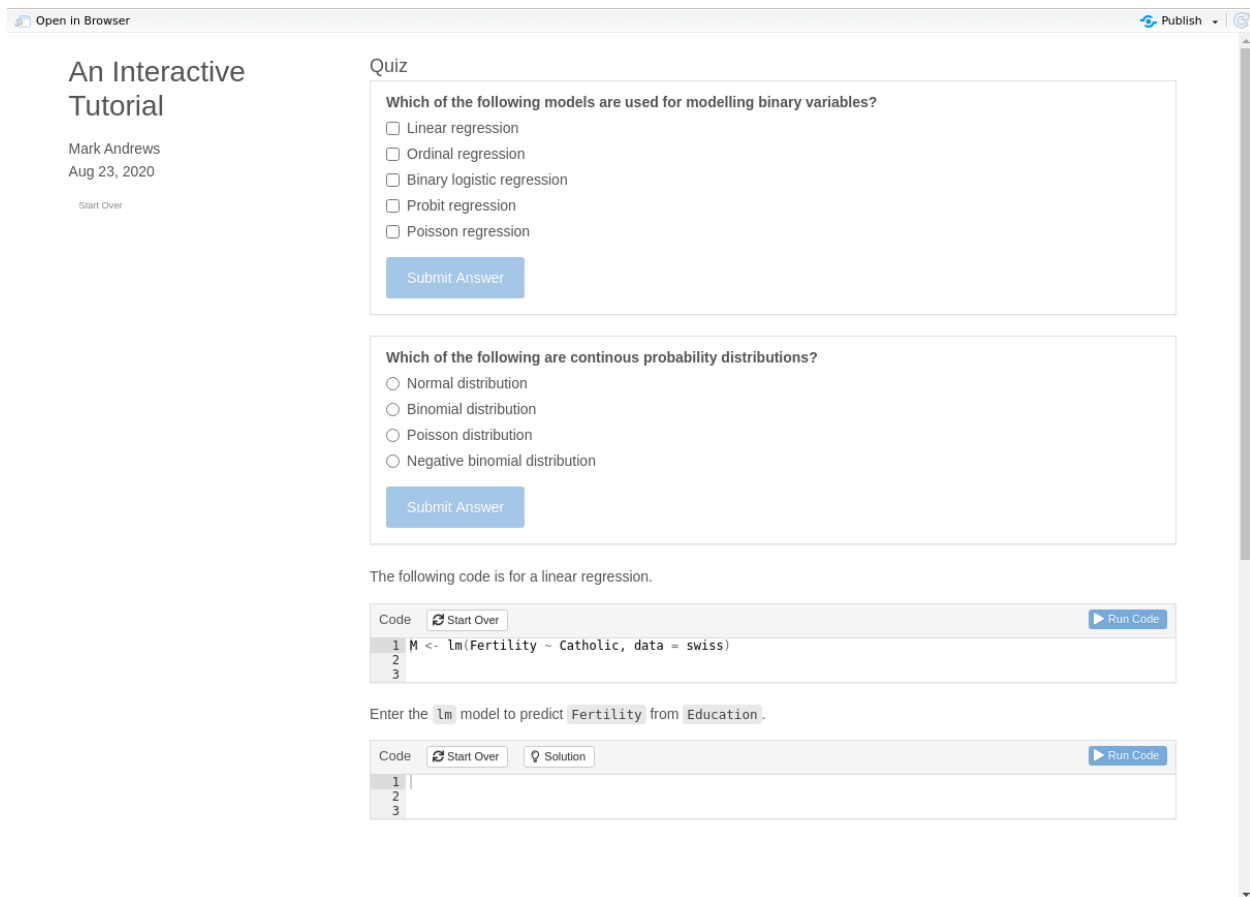 Open in Browser
Publish
An Interactive
Tutorial
Mark Andrews
Aug 23, 2020
Start Over
Quiz
Which of the following models are used for modelling binary variables?
Linear regression
Ordinal regression
Binary logistic regression
Probit regression
Poisson regression
Submit Answer
Which of the following are continous probability distributions?
Normal distribution
Binomial distribution
Poisson distribution
Negative binomial distribution
Submit Answer
The following code is for a linear regression.
Code Start Over Run Code
1 M <- lm(Fertility ~ Catholic, data = swiss)
2
3
Enter the lm model to predict Fertility from Education.
Code Start Over Solution Run Code
1
2
3